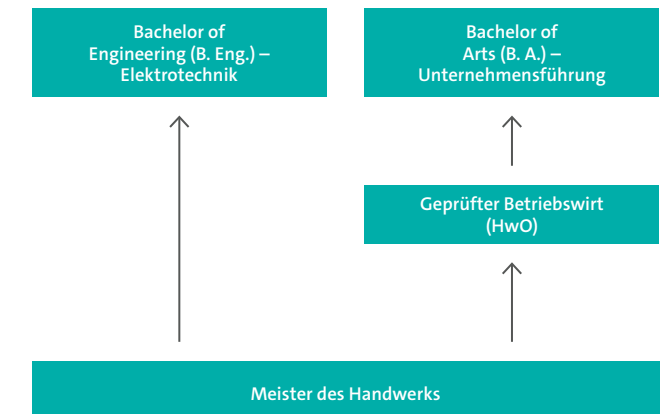 Bachelor of
Engineering (B. Eng.) –
Elektrotechnik
Bachelor of
Arts (B. A.) –
Unternehmensführung
Geprüfter Betriebswirt
(HwO)
Meister des Handwerks